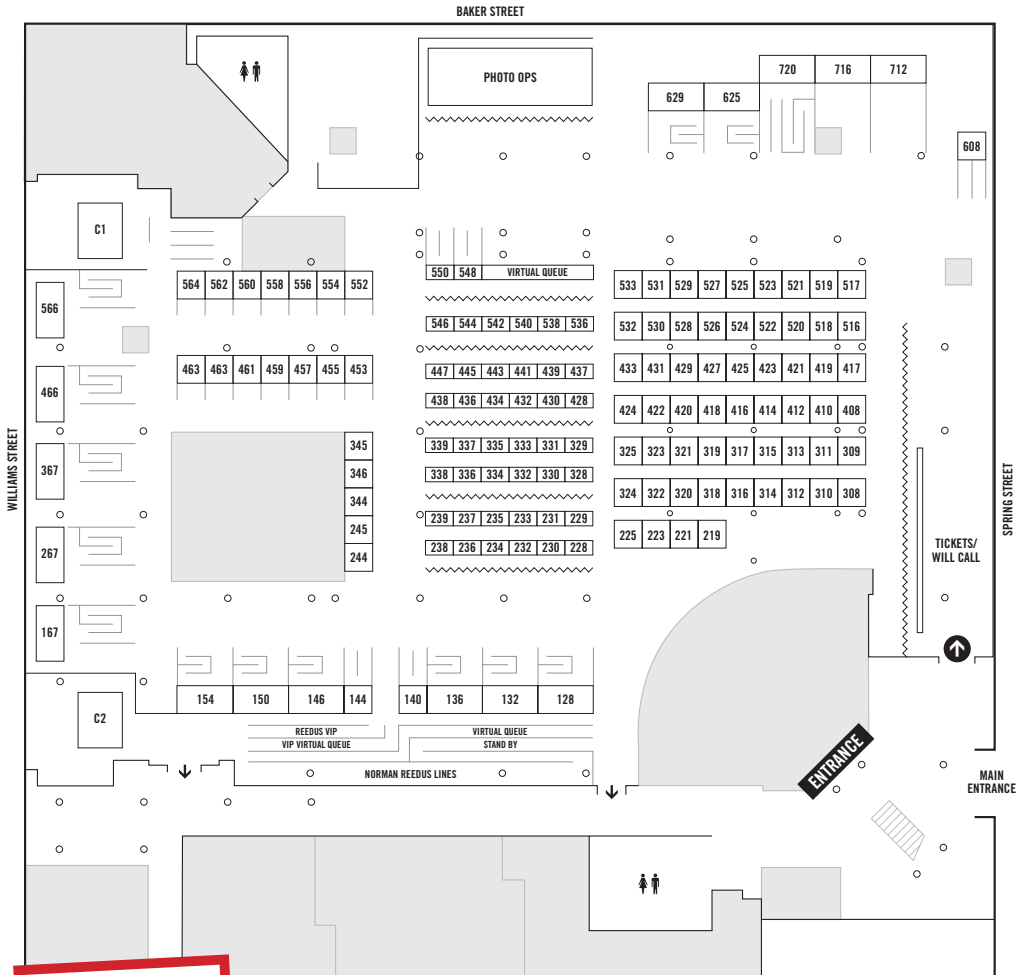 BAKER STREET
PHOTO OPS
720 716 712
629 625
608
C1
550 548 VIRTUAL QUEUE
564 562 560 558 556 554 552
533 531 529 527 525 523 521 519 517
566
546 544 542 540 538 536
532 530 528 526 524 522 520 518 516
463 463 461 459 457 455 453
447 445 443 441 439 437
433 431 429 427 425 423 421 419 417
466
438 436 434 432 430 428
424 422 420 418 416 414 412 410 408
345
339 337 335 333 331 329
325 323 321 319 317 315 313 311 309
WILLIAMS STREET
367
346
338 336 334 332 330 328
324 322 320 318 316 314 312 310 308
SPRING STREET
344
239 237 235 233 231 229
245
225 223 221 219
267
244
238 236 234 232 230 228
TICKETS/
WILL CALL
167
154 150 146 144 140 136 132 128
C2
REEDUS VIP
VIRTUAL QUEUE
VIP VIRTUAL QUEUE
STAND BY
NORMAN REEDUS LINES
ENTRANCE
MAIN
ENTRANCE